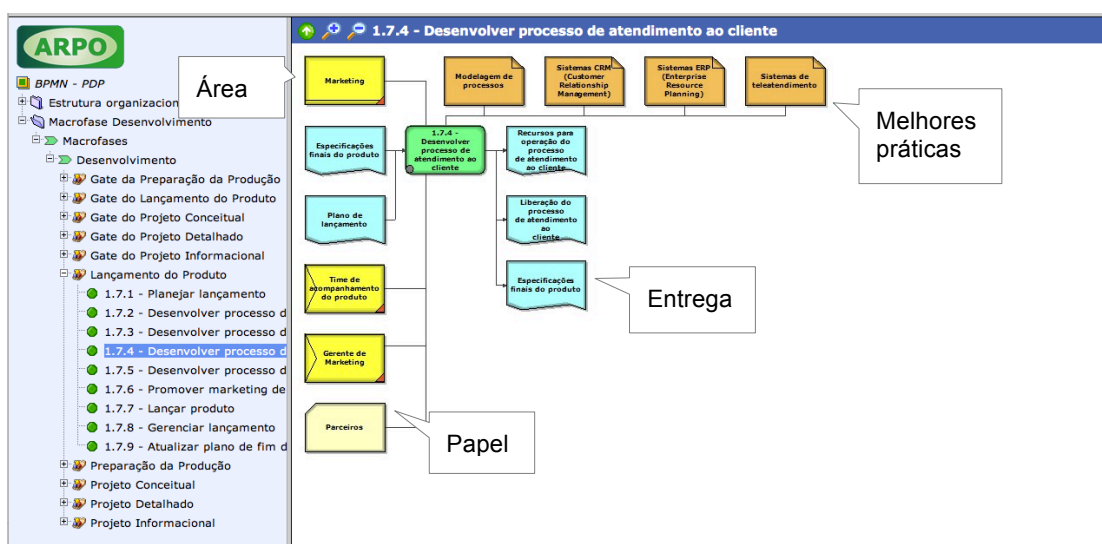 ARPO
BPMN - PDP
Estrutura organizacion
Macrofase Desenvolvimento
Macrofases
Desenvolvimento
Gate da Preparação da Produção
Gate do Lançamento do Produto
Gate do Projeto Conceitual
Gate do Projeto Detalhado
Gate do Projeto Informacional
Lançamento do Produto
1.7.1 - Planejar lançamento
1.7.2 - Desenvolver processo d
1.7.3 - Desenvolver processo d
1.7.4 - Desenvolver processo d
1.7.5 - Desenvolver processo d
1.7.6 - Promover marketing de
1.7.7 - Lançar produto
1.7.8 - Gerenciar lançamento
1.7.9 - Atualizar plano de fim d
Preparação da Produção
Projeto Conceitual
Projeto Detalhado
Projeto Informacional
1.7.4 - Desenvolver processo de atendimento ao cliente
Área
Marketing
Modelagem de
processos
Sistemas CRM
(Customer
Relationship
Management)
Sistemas ERP
(Enterprise
Resource
Planning)
Sistemas de
teleatendimento
Melhores
práticas
Especificações
finais do produto
1.7.4 -
Desenvolver
processo de
atendimento ao
cliente
Recursos para
operação do
processo
de atendimento
ao cliente
Plano de
lançamento
Liberação do
processo
de atendimento
ao
cliente
Time de
acompanhamento
do produto
Especificações
finais do produto
Entrega
Gerente de
Marketing
Parceiros
Papel